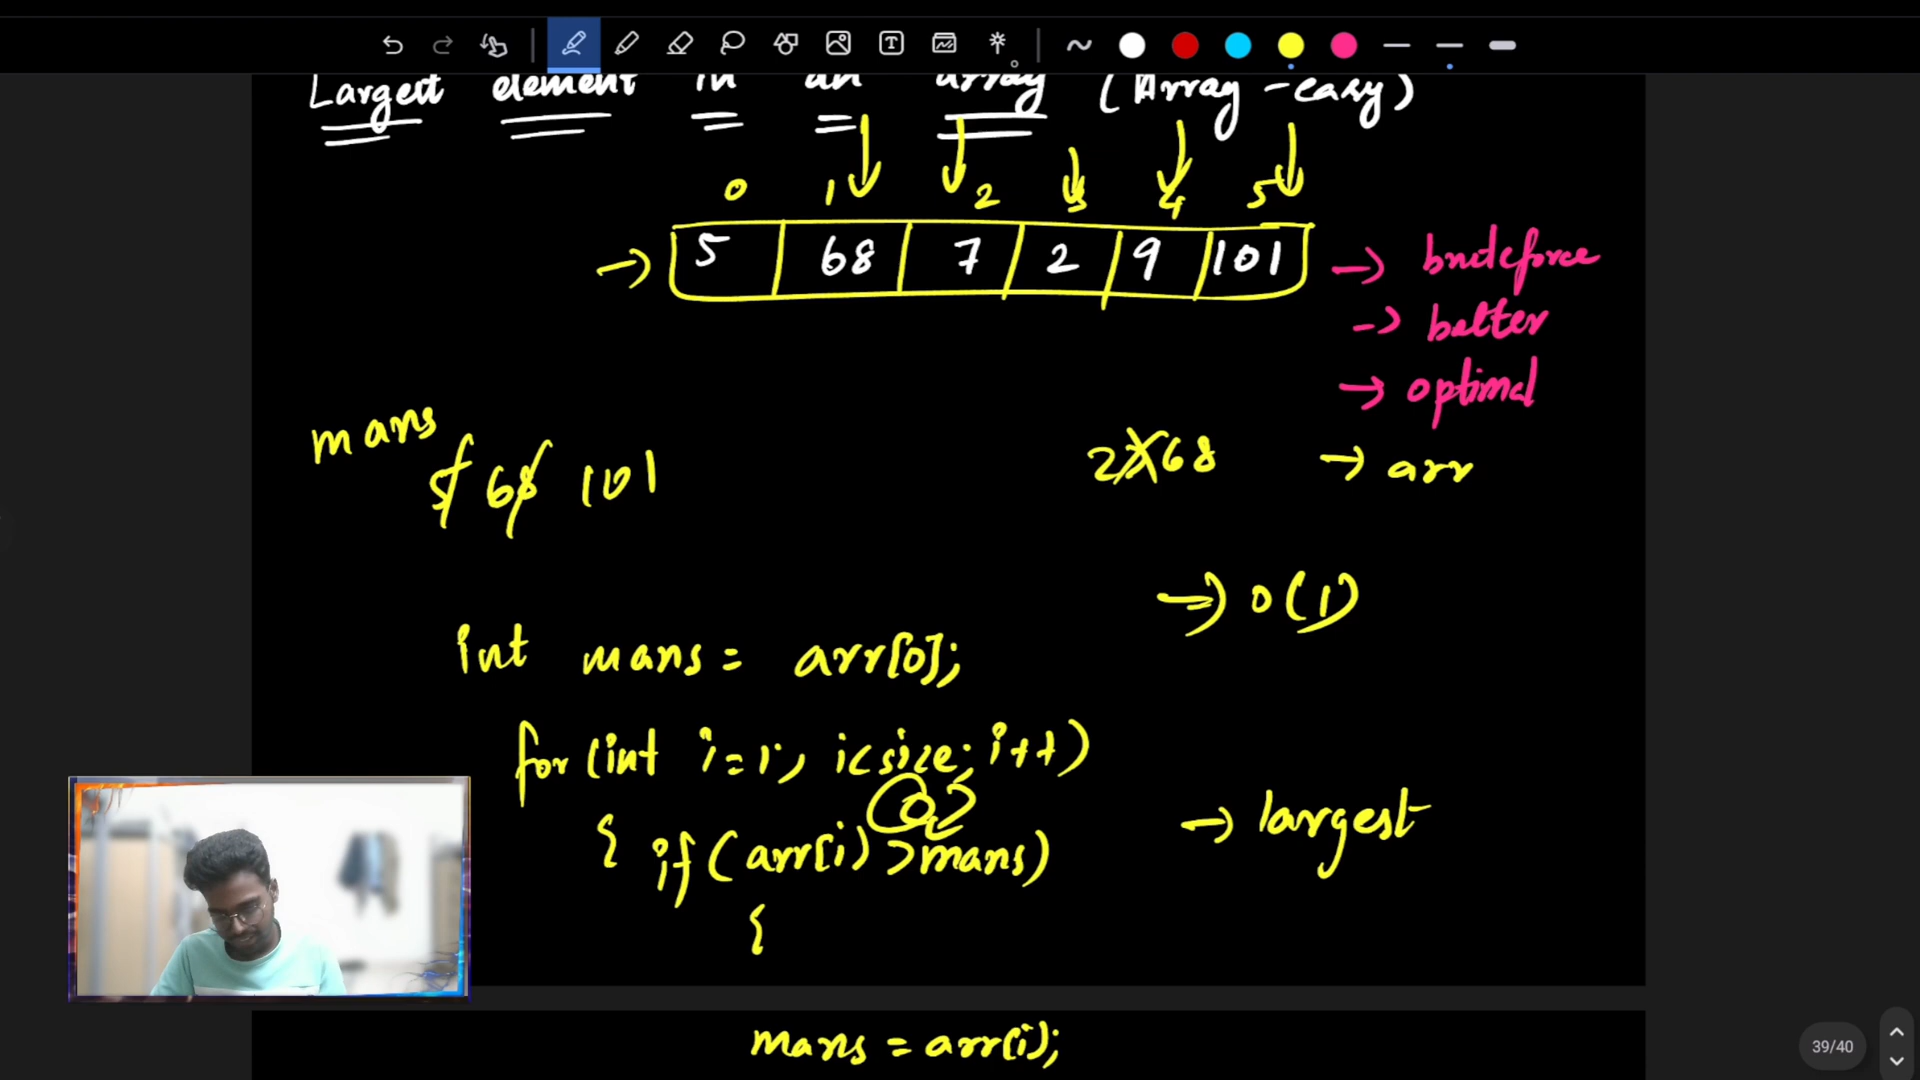 Largest element in an array (Array - easy)
0 1 2 3 4 5
→ 5 68 7 2 9 101
→ bruteforce
→ better
→ optimal
mans
5 68 101
2 68 → arr
→ O(1)
int mans = arr[0];
for (int i=1; i<size; i++)
{ if (arr[i) > mans)
→ largest
{
mans = arr[i);
39/40